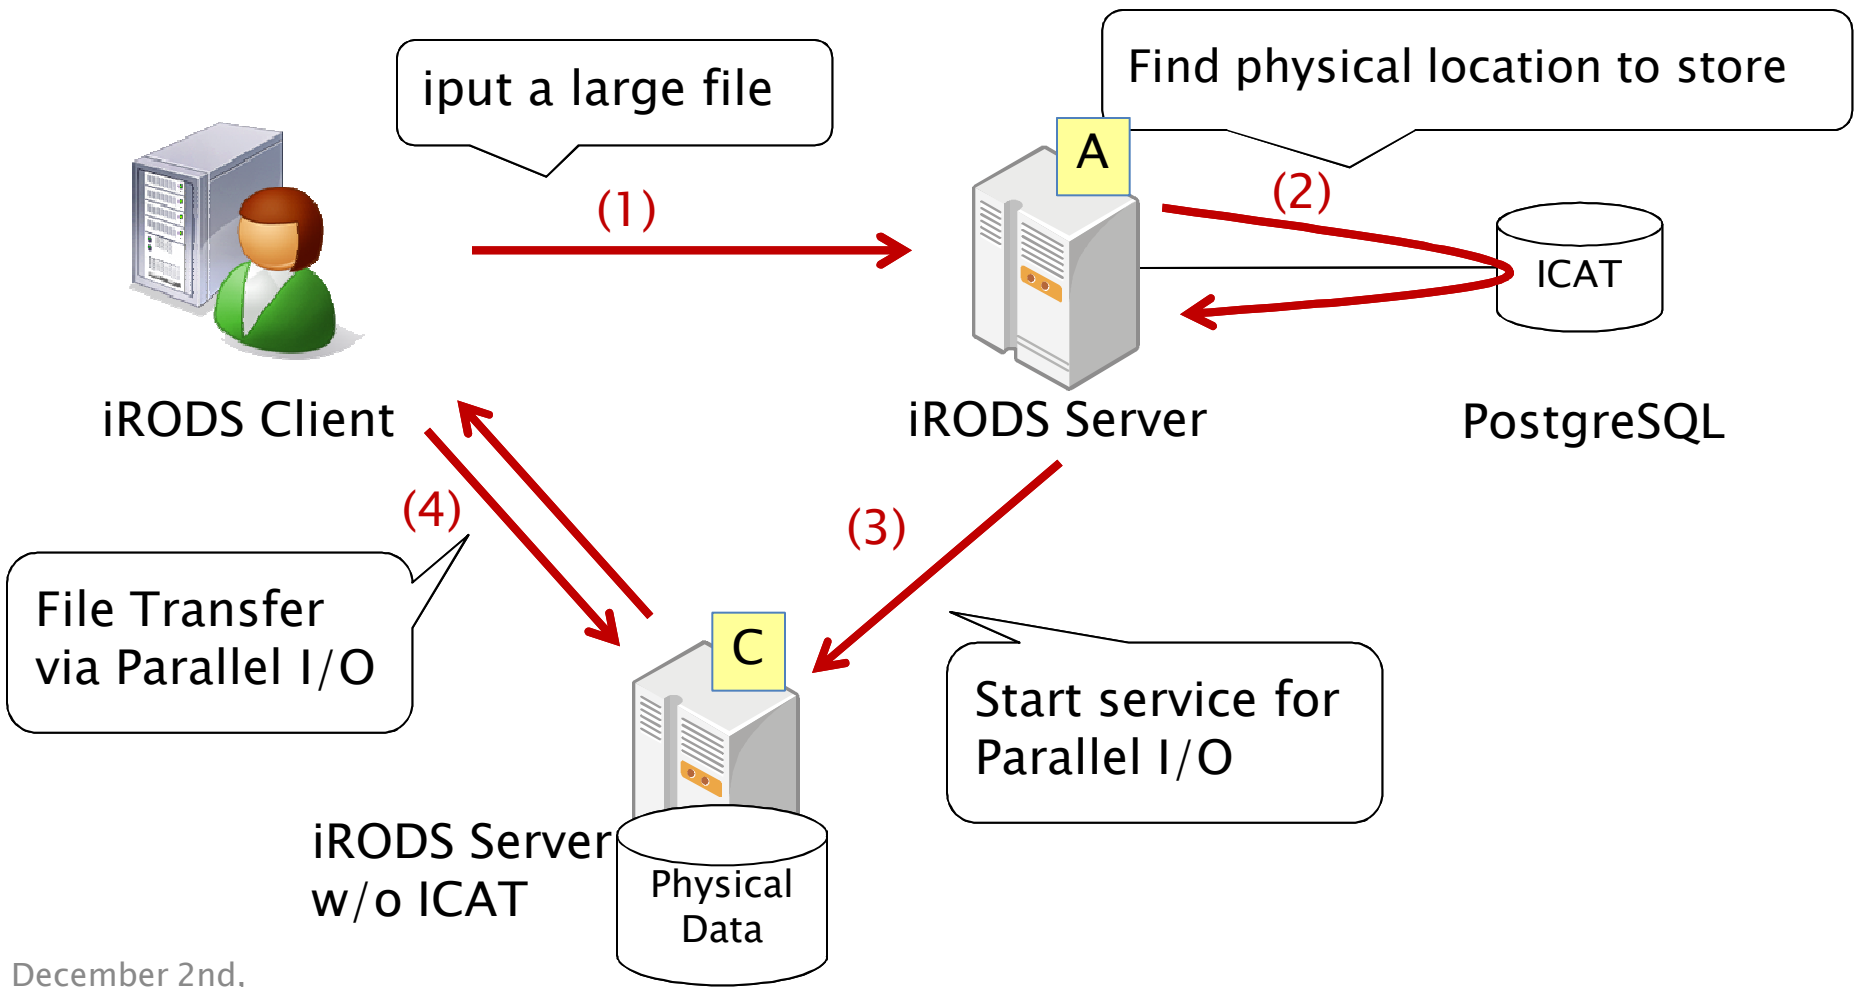 iput a large file
Find physical location to store
A
(1)
(2)
ICAT
iRODS Client
iRODS Server
PostgreSQL
(4)
(3)
File Transfer
via Parallel I/O
C
Start service for
Parallel I/O
iRODS Server
w/o ICAT
Physical
Data
December 2nd,